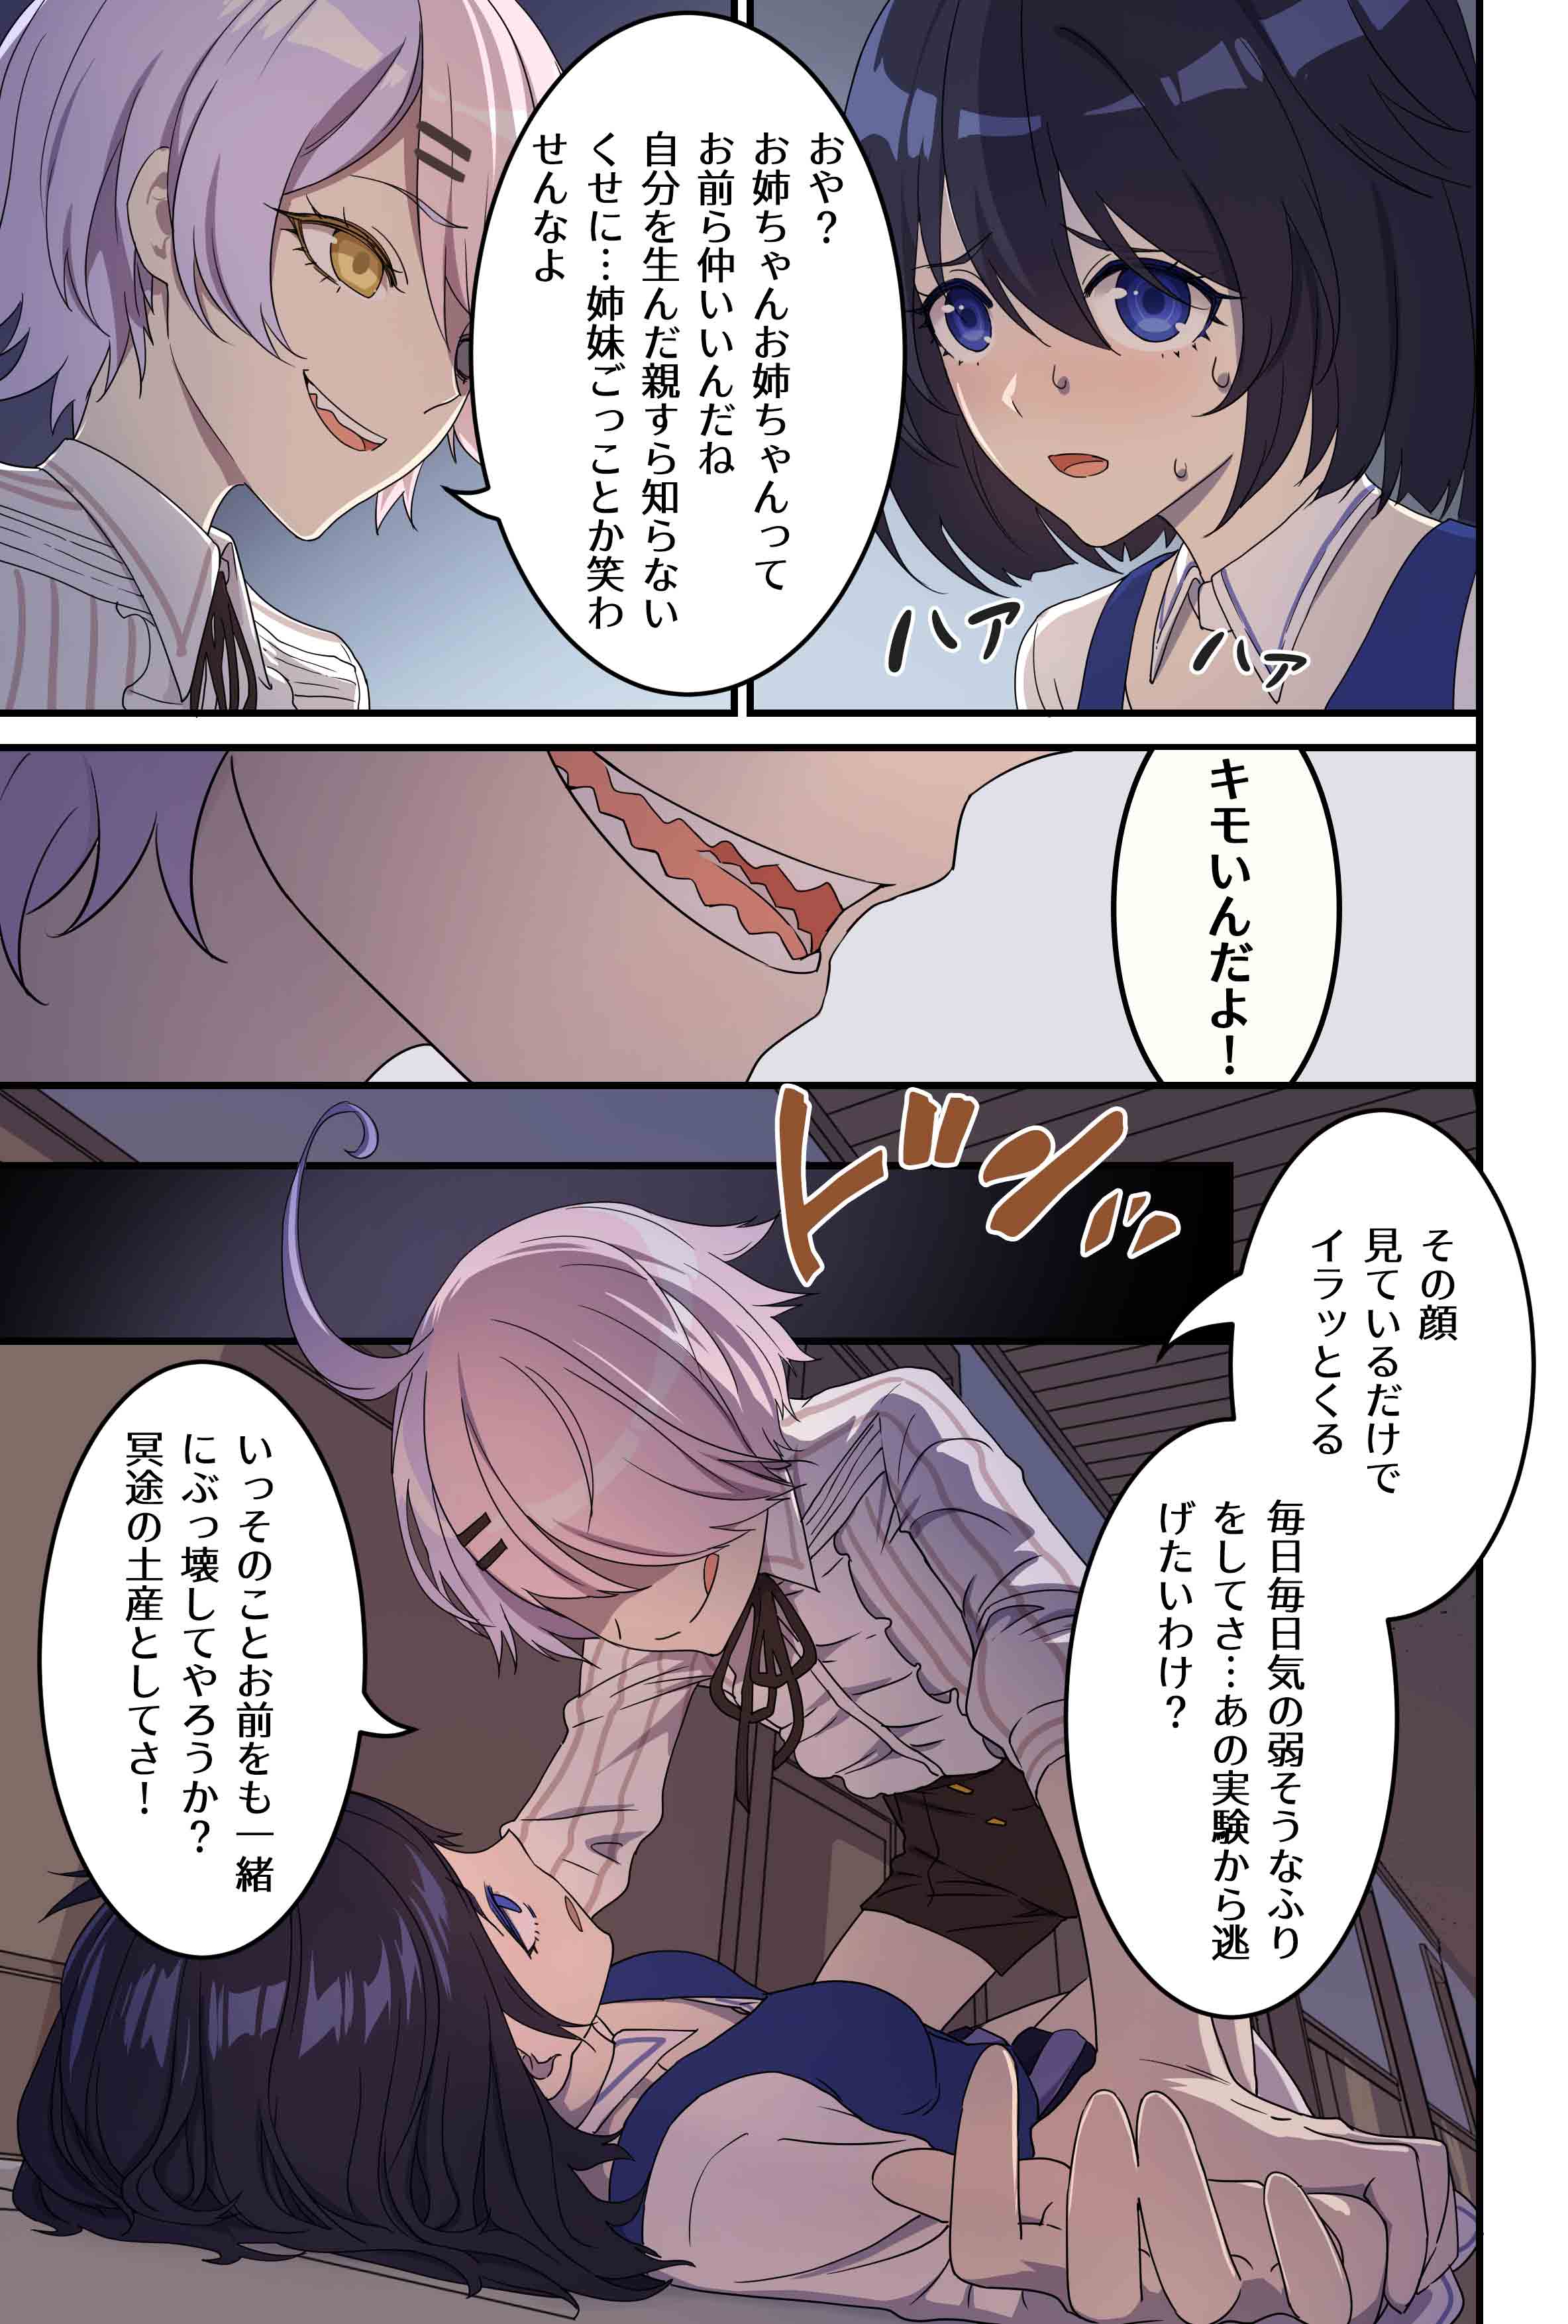 おや?
お姉ちゃんお姉ちゃんって
お前ら仲いいんだね
自分を生んだ親すら知らない
くせに…姉妹ごっことか笑わ
せんなよ
ハァ
ハァ
キモいんだよ!
ドンッ
その顔
見ているだけで
イラッとくる
毎日毎日気の弱そうなふり
をしてさ…あの実験から逃
げたいわけ?
いっそのことお前をも一緒
にぶっ壊してやろうか?
冥途の土産としてさ!